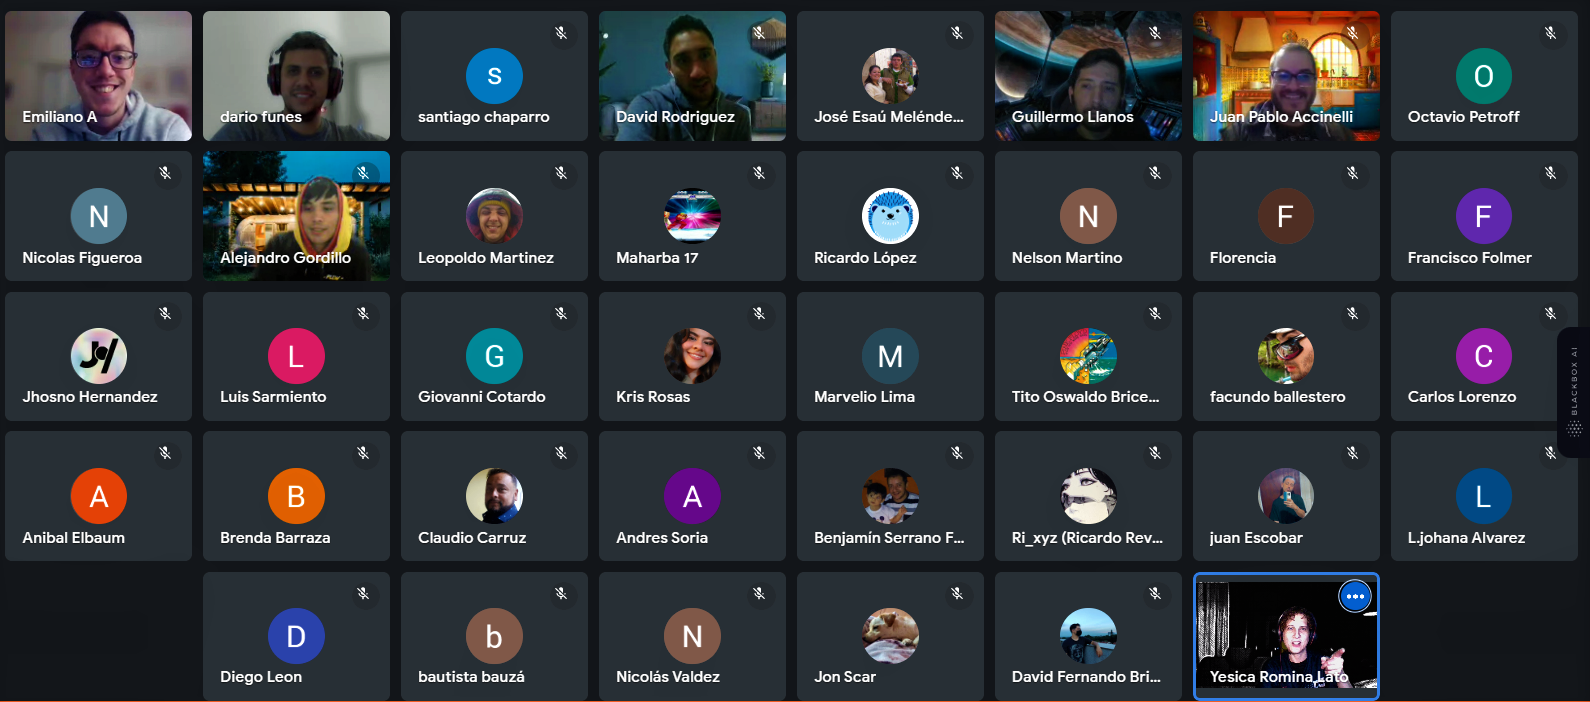 Emiliano A
dario funes
s
santiago chaparro
David Rodriguez
José Esaú Melénde...
Guillermo Llanos
Juan Pablo Accinelli
O
Octavio Petroff
N
Nicolas Figueroa
Alejandro Gordillo
Leopoldo Martinez
Maharba 17
Ricardo López
N
Nelson Martino
F
Florencia
F
Francisco Folmer
Jhosno Hernandez
L
Luis Sarmiento
G
Giovanni Cotardo
Kris Rosas
M
Marvelio Lima
Tito Oswaldo Brice...
facundo ballestero
C
Carlos Lorenzo
BLACKBOX AI
A
Anibal Elbaum
B
Brenda Barraza
Claudio Carruz
A
Andres Soria
Benjamín Serrano F...
Ri_xyz (Ricardo Rev...
juan Escobar
L
L.johana Alvarez
D
Diego Leon
b
bautista bauzá
N
Nicolás Valdez
Jon Scar
David Fernando Bri...
Yesica Romina Lato